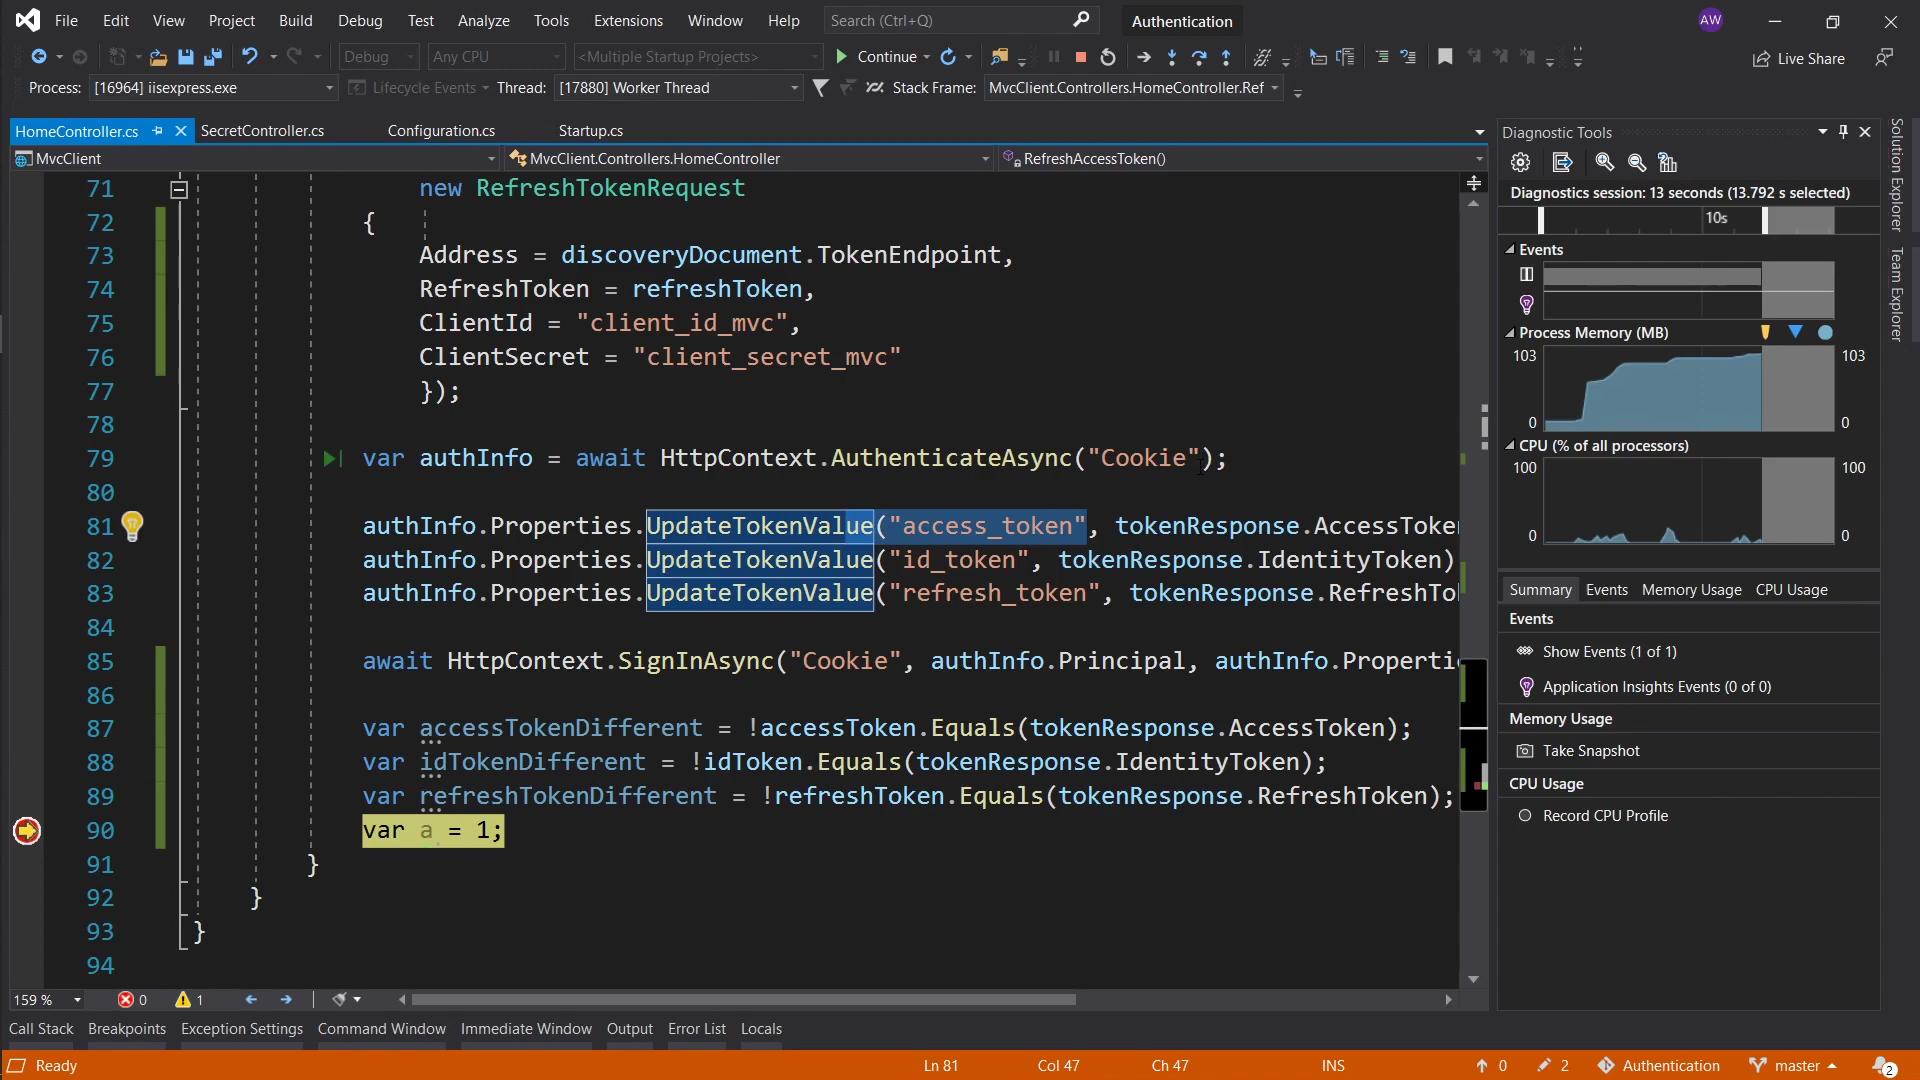 File Edit View Project Build Debug Test Analyze Tools Extensions Window Help Search (Ctrl+Q) Authentication AW
Debug Any CPU <Multiple Startup Projects> Continue Live Share
Process: [16964] iisexpress.exe Lifecycle Events Thread: [17880] Worker Thread Stack Frame: MvcClient.Controllers.HomeController.Ref
HomeController.cs SecretController.cs Configuration.cs Startup.cs
MvcClient MvcClient.Controllers.HomeController RefreshAccessToken()
71 new RefreshTokenRequest
72 {
73 Address = discoveryDocument.TokenEndpoint,
74 RefreshToken = refreshToken,
75 ClientId = "client_id_mvc",
76 ClientSecret = "client_secret_mvc"
77 });
78
79 var authInfo = await HttpContext.AuthenticateAsync("Cookie");
80
81 authInfo.Properties.UpdateTokenValue("access_token", tokenResponse.AccessToken
82 authInfo.Properties.UpdateTokenValue("id_token", tokenResponse.IdentityToken)
83 authInfo.Properties.UpdateTokenValue("refresh_token", tokenResponse.RefreshTo
84
85 await HttpContext.SignInAsync("Cookie", authInfo.Principal, authInfo.Properti
86
87 var accessTokenDifferent = !accessToken.Equals(tokenResponse.AccessToken);
88 var idTokenDifferent = !idToken.Equals(tokenResponse.IdentityToken);
89 var refreshTokenDifferent = !refreshToken.Equals(tokenResponse.RefreshToken);
90 var a = 1;
91 }
92 }
93 }
94
159 % 0 1
Call Stack Breakpoints Exception Settings Command Window Immediate Window Output Error List Locals
Ready Ln 81 Col 47 Ch 47 INS 0 2 Authentication master 2
Diagnostic Tools
Diagnostics session: 13 seconds (13.792 s selected)
10s
Events
Process Memory (MB)
103 103
0 0
CPU (% of all processors)
100 100
0 0
Summary Events Memory Usage CPU Usage
Events
Show Events (1 of 1)
Application Insights Events (0 of 0)
Memory Usage
Take Snapshot
CPU Usage
Record CPU Profile
Solution Explorer
Team Explorer